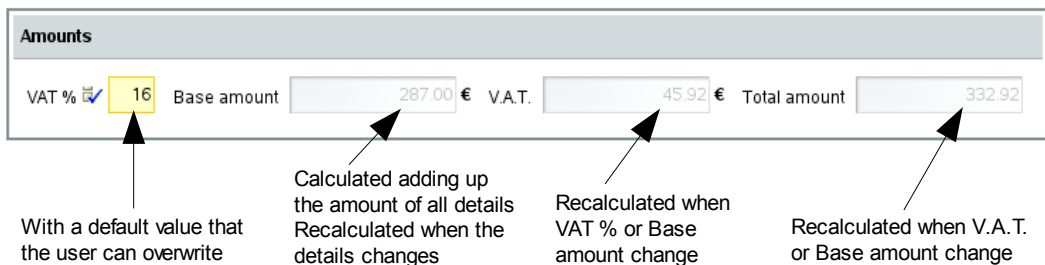 Amounts
VAT % 16 Base amount 287.00 € V.A.T. 45.92 € Total amount 332.92
With a default value that
the user can overwrite
Calculated adding up
the amount of all details
Recalculated when the
details changes
Recalculated when
VAT % or Base
amount change
Recalculated when V.A.T.
or Base amount change